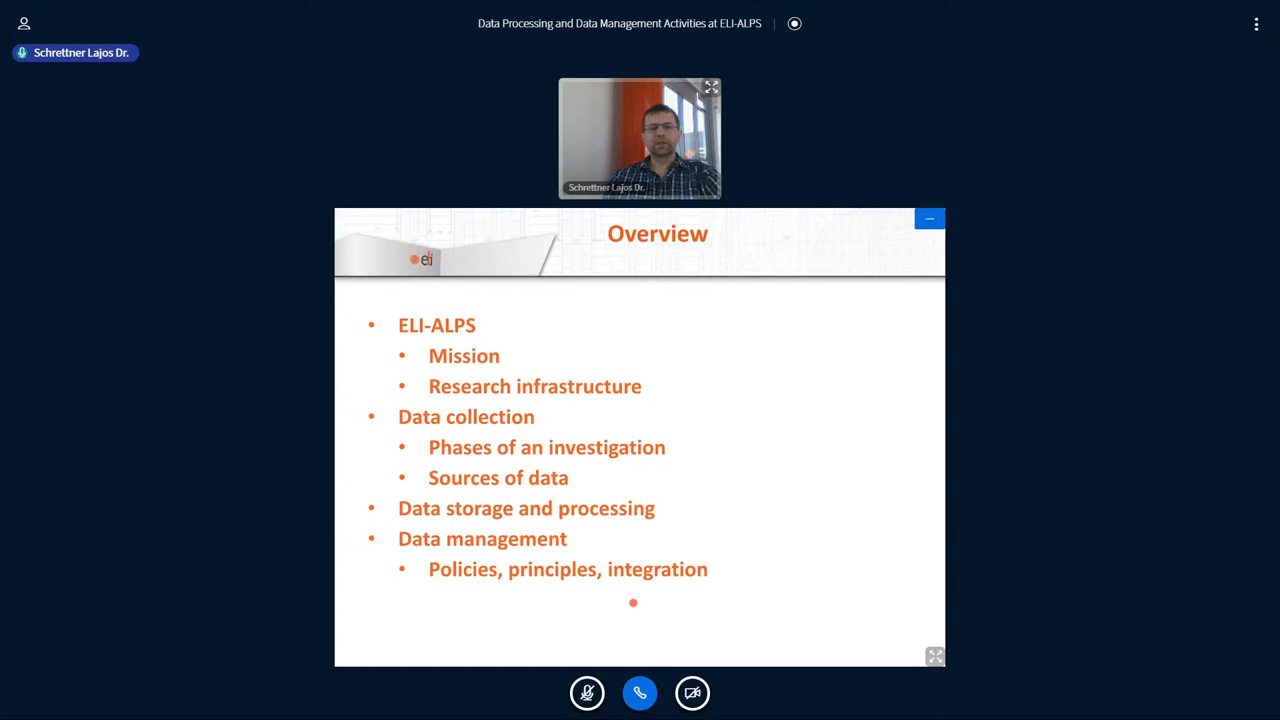 Data Processing and Data Management Activities at ELI-ALPS
Schrettner Lajos Dr.
Schrettner Lajos Dr.
Overview
eli
• ELI-ALPS
• Mission
• Research infrastructure
• Data collection
• Phases of an investigation
• Sources of data
• Data storage and processing
• Data management
• Policies, principles, integration